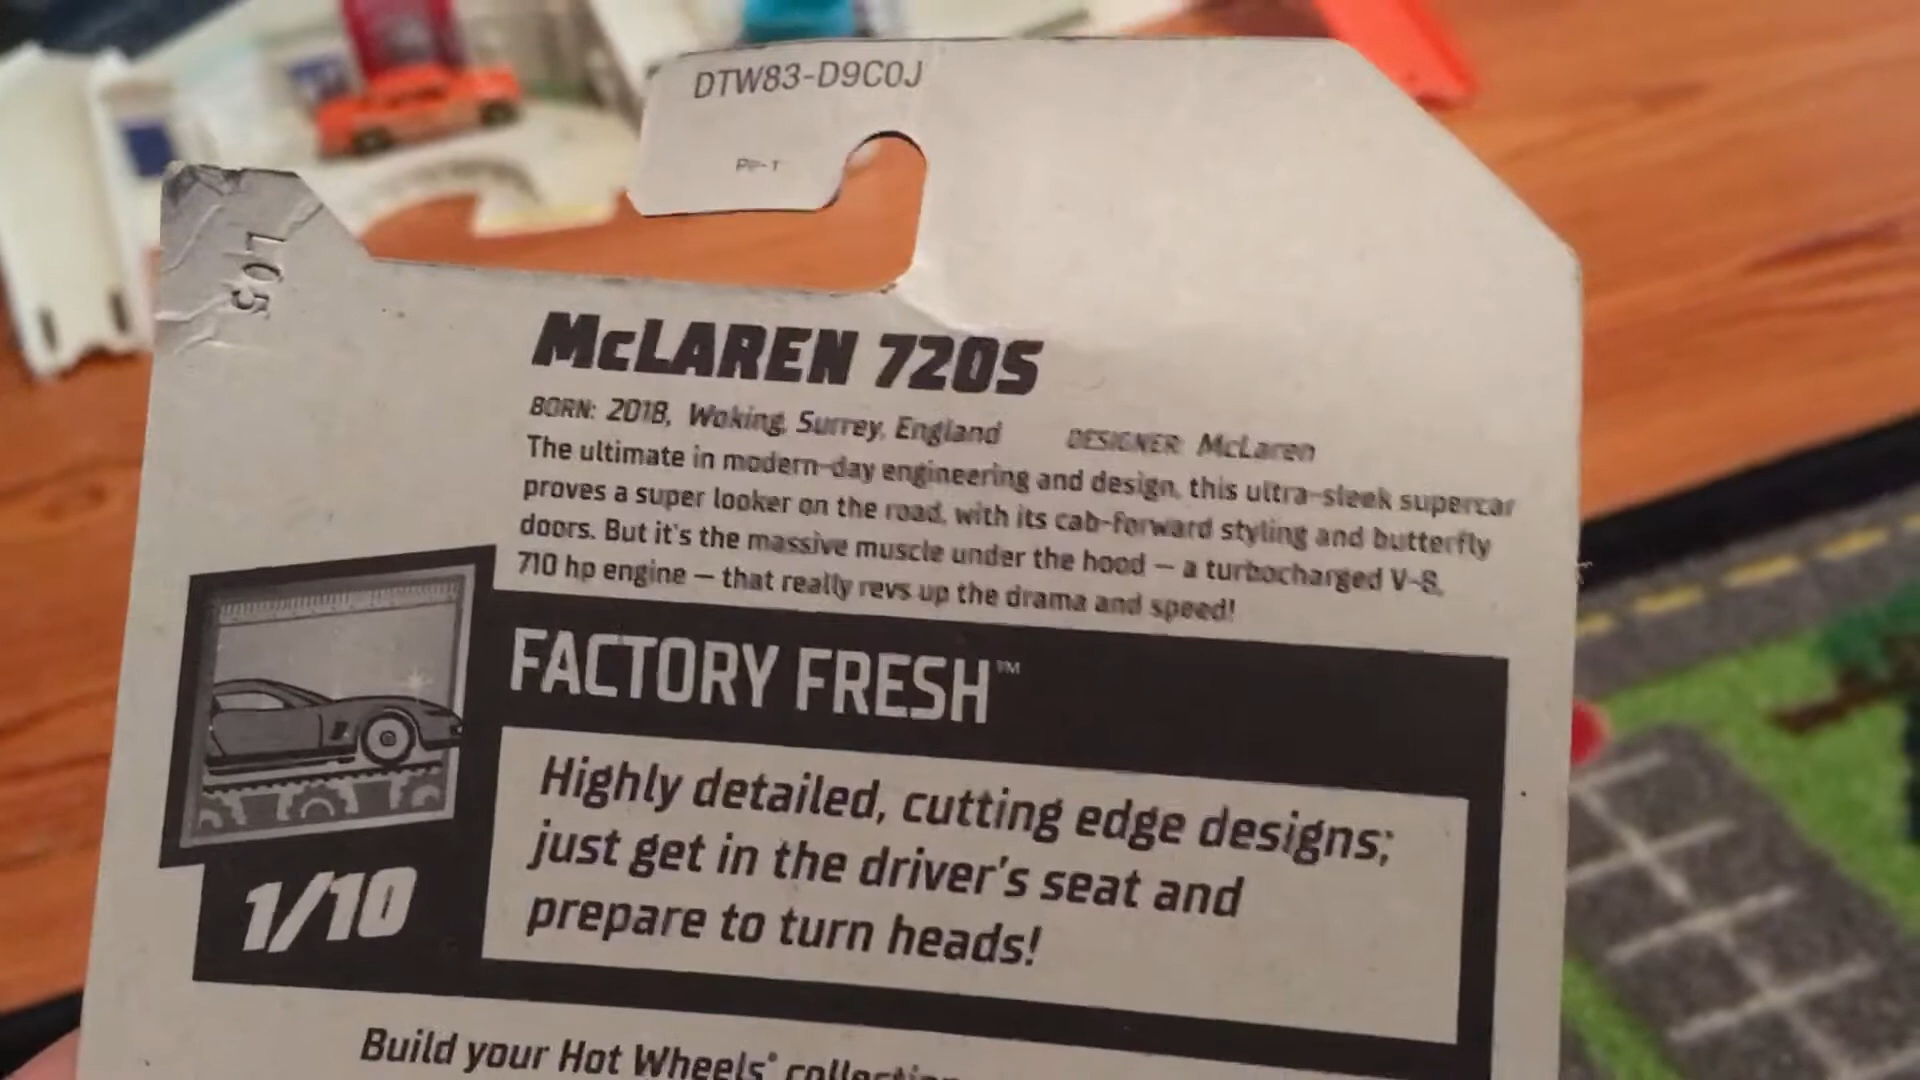 DTW83-D9C0J
PP-1
L05
McLAREN 720S
BORN: 2018, Woking, Surrey, England DESIGNER: McLaren
The ultimate in modern-day engineering and design, this ultra-sleek supercar
proves a super looker on the road, with its cab-forward styling and butterfly
doors. But it's the massive muscle under the hood – a turbocharged V-8,
710 hp engine – that really revs up the drama and speed!
FACTORY FRESH™
Highly detailed, cutting edge designs;
just get in the driver's seat and
prepare to turn heads!
1/10
Build your Hot Wheels®